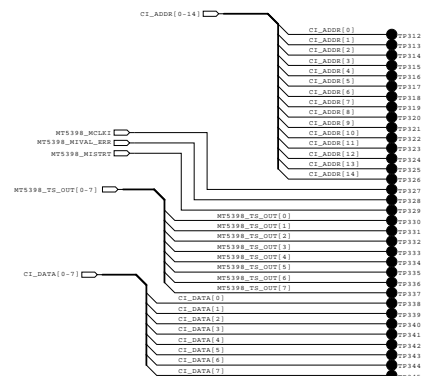 CI_ADDR[0-14]
CI_ADDR[0] TP312
CI_ADDR[1] TP313
CI_ADDR[2] TP314
CI_ADDR[3] TP315
CI_ADDR[4] TP316
CI_ADDR[5] TP317
CI_ADDR[6] TP318
CI_ADDR[7] TP319
CI_ADDR[8] TP320
CI_ADDR[9] TP321
CI_ADDR[10] TP322
CI_ADDR[11] TP323
CI_ADDR[12] TP324
CI_ADDR[13] TP325
CI_ADDR[14] TP326
MT5398_MCLKI TP327
MT5398_MIVAL_ERR TP328
MT5398_MISTRT TP329
MT5398_TS_OUT[0-7]
MT5398_TS_OUT[0] TP330
MT5398_TS_OUT[1] TP331
MT5398_TS_OUT[2] TP332
MT5398_TS_OUT[3] TP333
MT5398_TS_OUT[4] TP334
MT5398_TS_OUT[5] TP335
MT5398_TS_OUT[6] TP336
MT5398_TS_OUT[7] TP337
CI_DATA[0-7]
CI_DATA[0] TP338
CI_DATA[1] TP339
CI_DATA[2] TP340
CI_DATA[3] TP341
CI_DATA[4] TP342
CI_DATA[5] TP343
CI_DATA[6] TP344
CI_DATA[7]